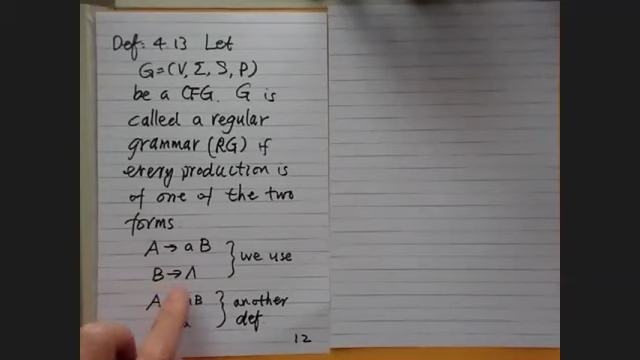 Def: 4.13 Let
G=(V, Σ, S, P)
be a CFG. G is
called a regular
grammar (RG) if
every production is
of one of the two
forms
A → aB
B → Λ } we use
A B } another
def
12